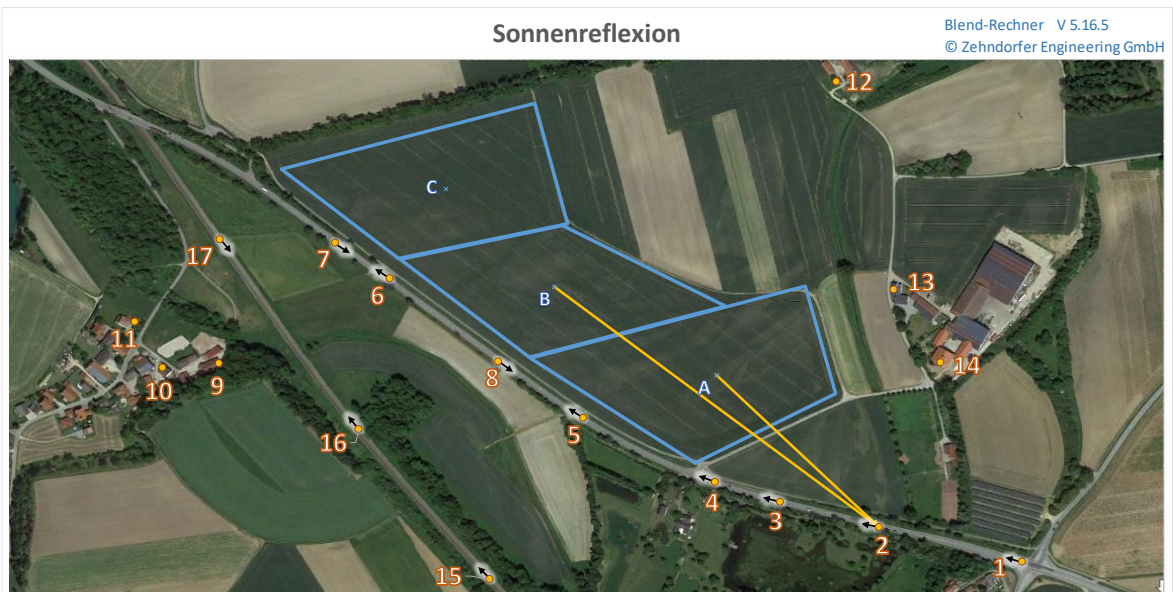 Sonnenreflexion
Blend-Rechner V 5.16.5
© Zehndorfer Engineering GmbH
12
C
17
7
6
13
B
11
10
9
8
14
A
5
16
4
3
2
1
15